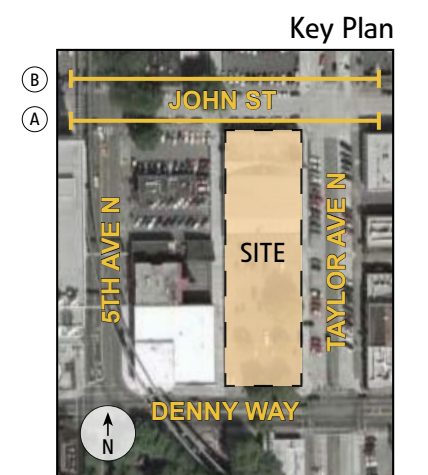 Key Plan
B
JOHN ST
A
5TH AVE N
SITE
TAYLOR AVE N
DENNY WAY
N